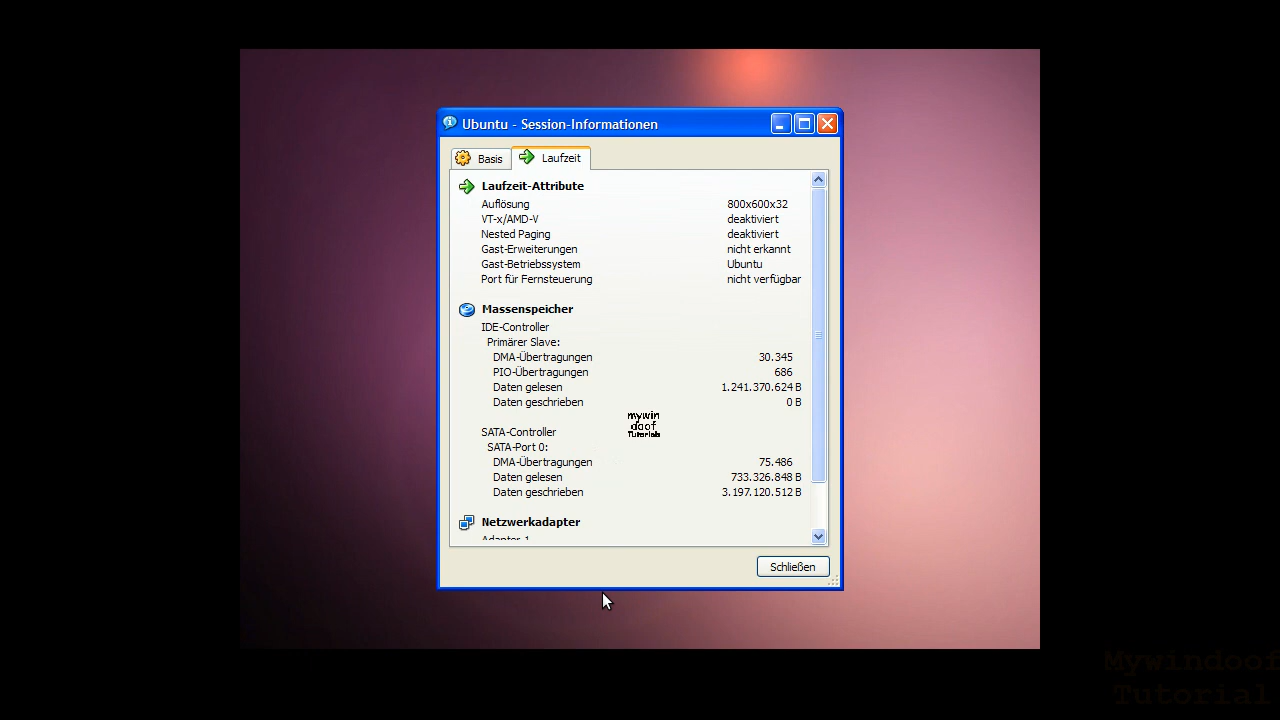 Ubuntu - Session-Informationen
Basis
Laufzeit
Laufzeit-Attribute
Auflösung 800x600x32
VT-x/AMD-V deaktiviert
Nested Paging deaktiviert
Gast-Erweiterungen nicht erkannt
Gast-Betriebssystem Ubuntu
Port für Fernsteuerung nicht verfügbar
Massenspeicher
IDE-Controller
Primärer Slave:
DMA-Übertragungen 30.345
PIO-Übertragungen 686
Daten gelesen 1.241.370.624 B
Daten geschrieben 0 B
mywin
doof
Tutorials
SATA-Controller
SATA-Port 0:
DMA-Übertragungen 75.486
Daten gelesen 733.326.848 B
Daten geschrieben 3.197.120.512 B
Netzwerkadapter
Adapter 1
Schließen
Mywindoof
Tutorial